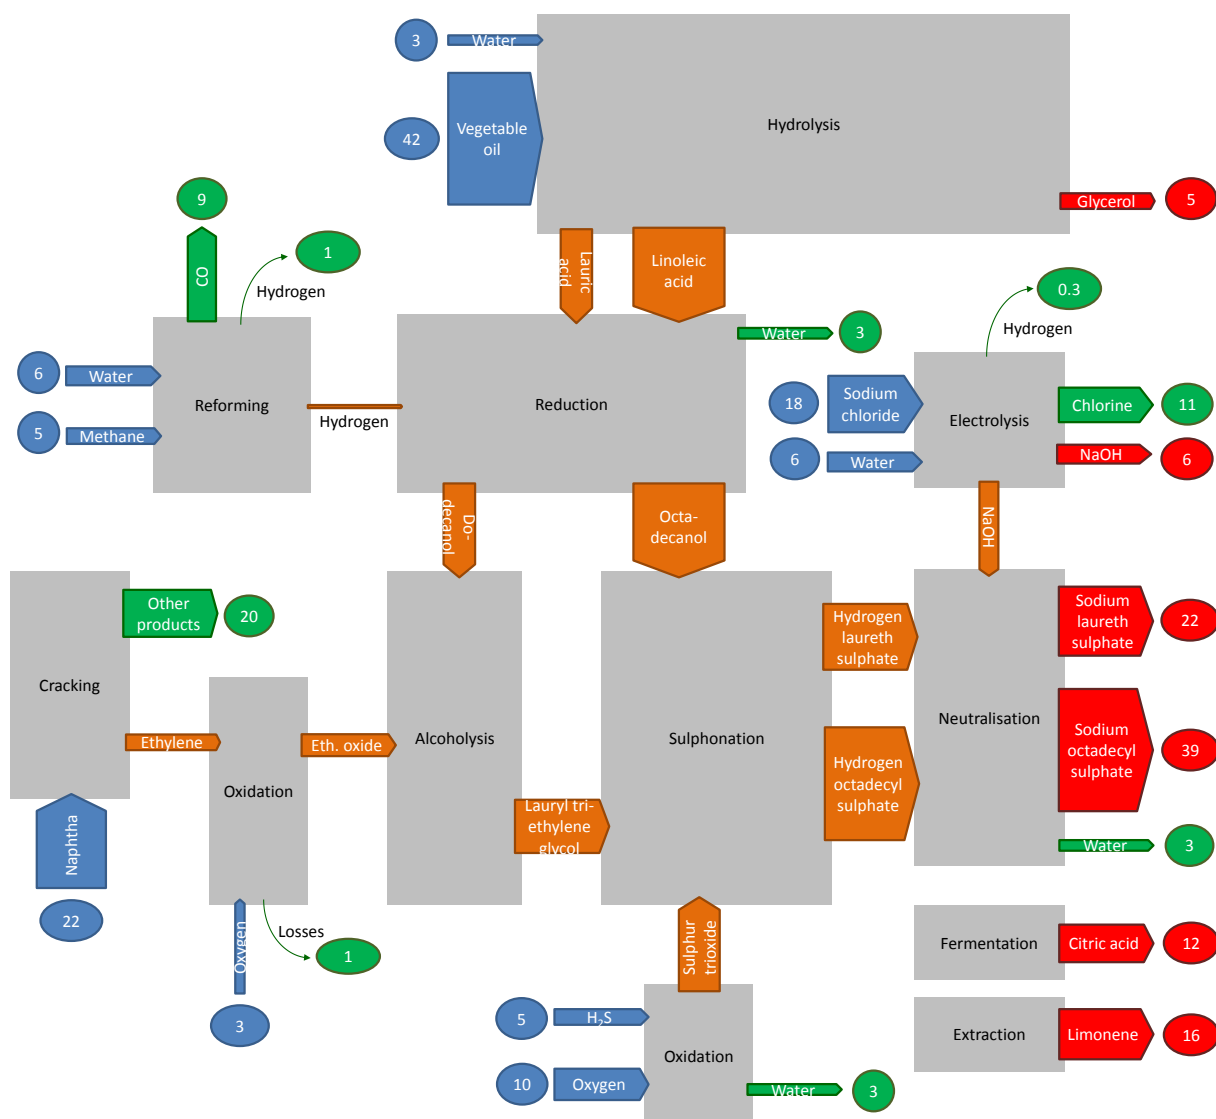 3
Water
42
Vegetable
oil
Hydrolysis
Glycerol
5
9
CO
1
Hydrogen
Lauric
acid
Linoleic
acid
0.3
Hydrogen
6
Water
5
Methane
Reforming
Hydrogen
Reduction
Water
3
18
Sodium
chloride
6
Water
Electrolysis
Chlorine
11
NaOH
6
Do-
decanol
Octa-
decanol
NaOH
Other
products
20
Cracking
Ethylene
Naphtha
22
Oxidation
Eth. oxide
Oxygen
3
Losses
1
Alcoholysis
Lauryl tri-
ethylene
glycol
Sulphonation
Hydrogen
laureth
sulphate
Hydrogen
octadecyl
sulphate
Neutralisation
Sodium
laureth
sulphate
22
Sodium
octadecyl
sulphate
39
Water
3
Sulphur
trioxide
5
H₂S
10
Oxygen
Oxidation
Water
3
Fermentation
Citric acid
12
Extraction
Limonene
16